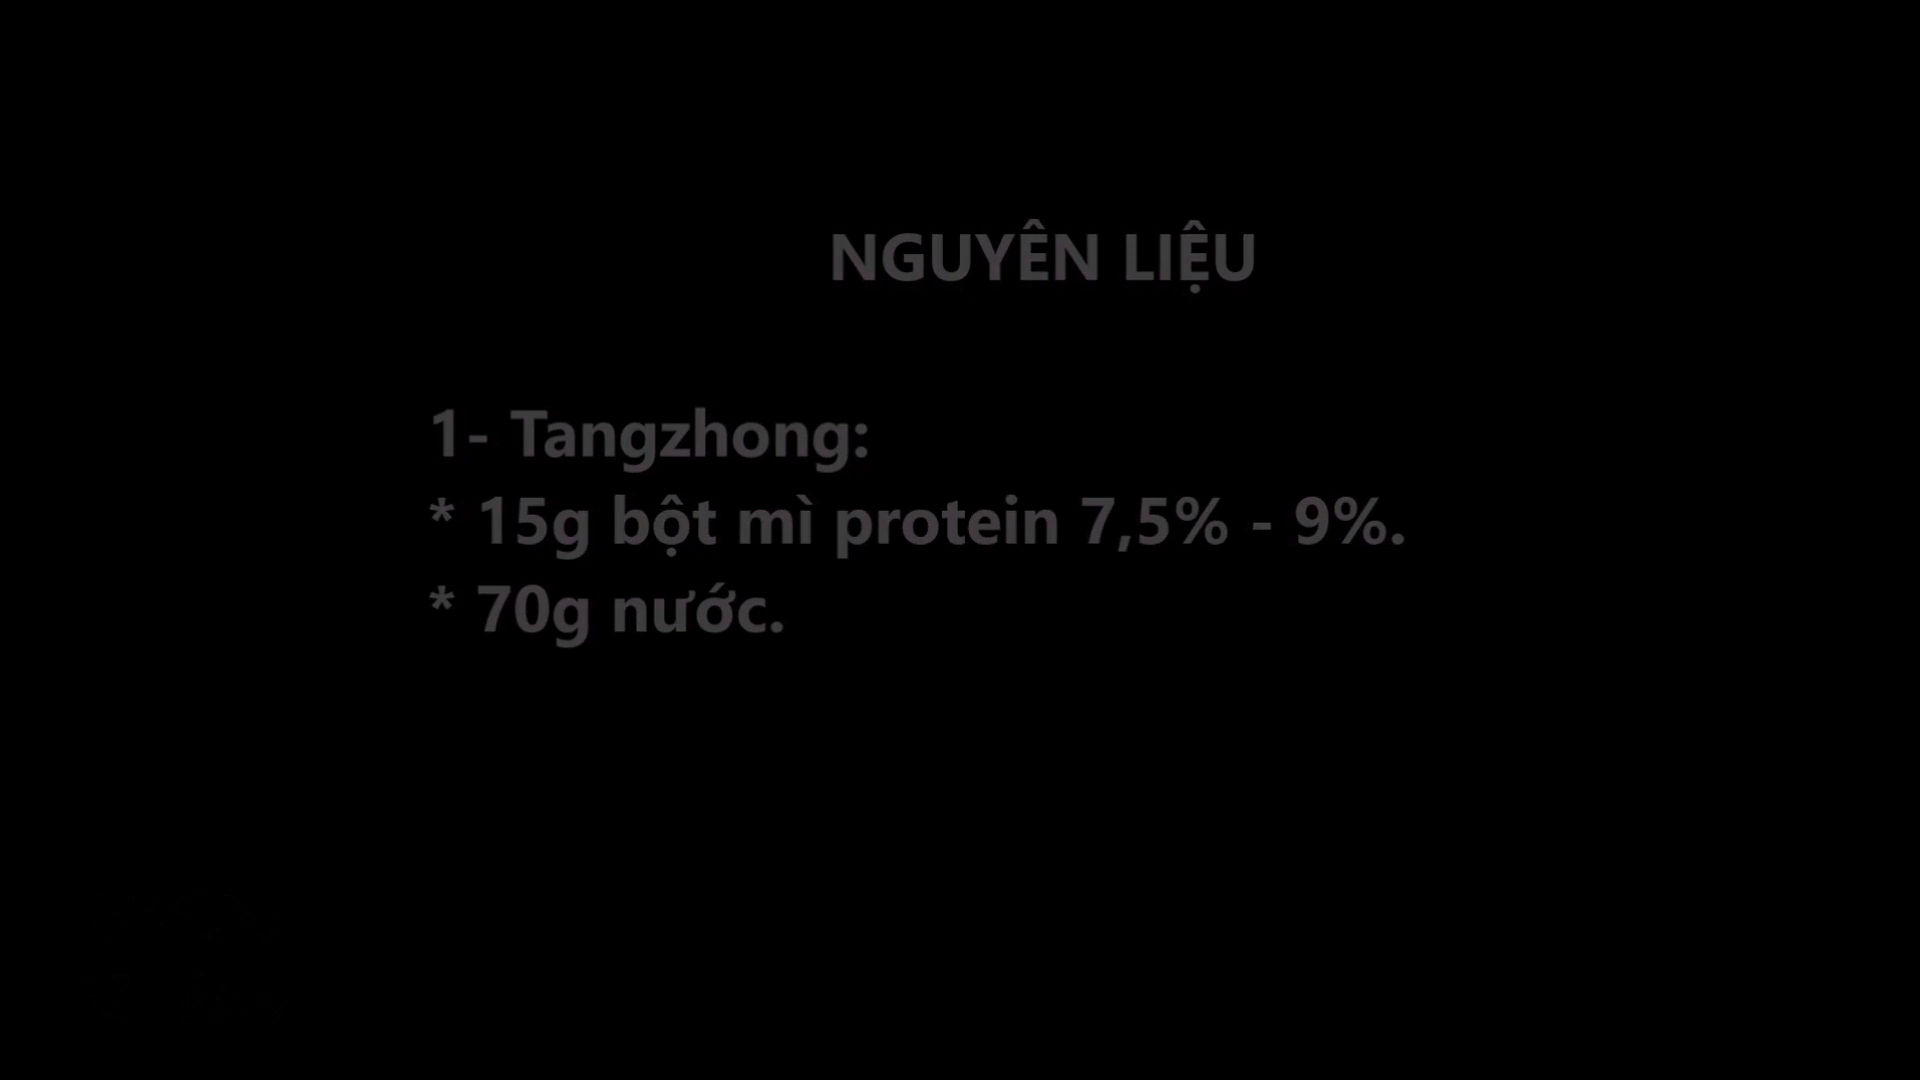 NGUYÊN LIỆU
1- Tangzhong:
* 15g bột mì protein 7,5% - 9%.
* 70g nước.